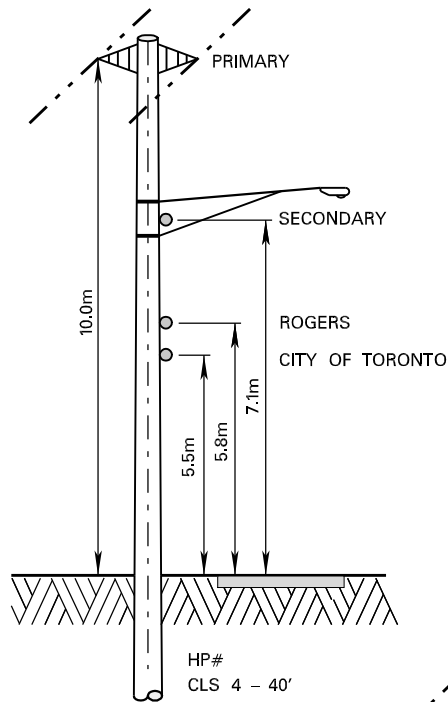 PRIMARY
SECONDARY
10.0m
ROGERS
7.1m
CITY OF TORONTO
5.8m
5.5m
HP#
CLS 4 – 40'